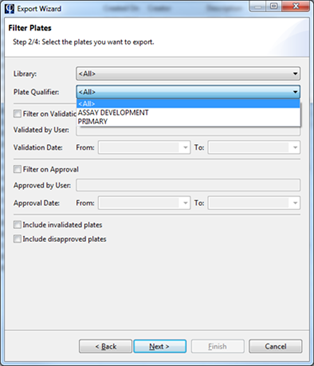 Export Wizard
Filter Plates
Step 2/4: Select the plates you want to export.
Library: <All>
Plate Qualifier: <All>
<All>
ASSAY DEVELOPMENT
PRIMARY
Filter on Validati
Validated by User:
Validation Date: From: To:
Filter on Approval
Approved by User:
Approval Date: From: To:
Include invalidated plates
Include disapproved plates
< Back Next > Finish Cancel